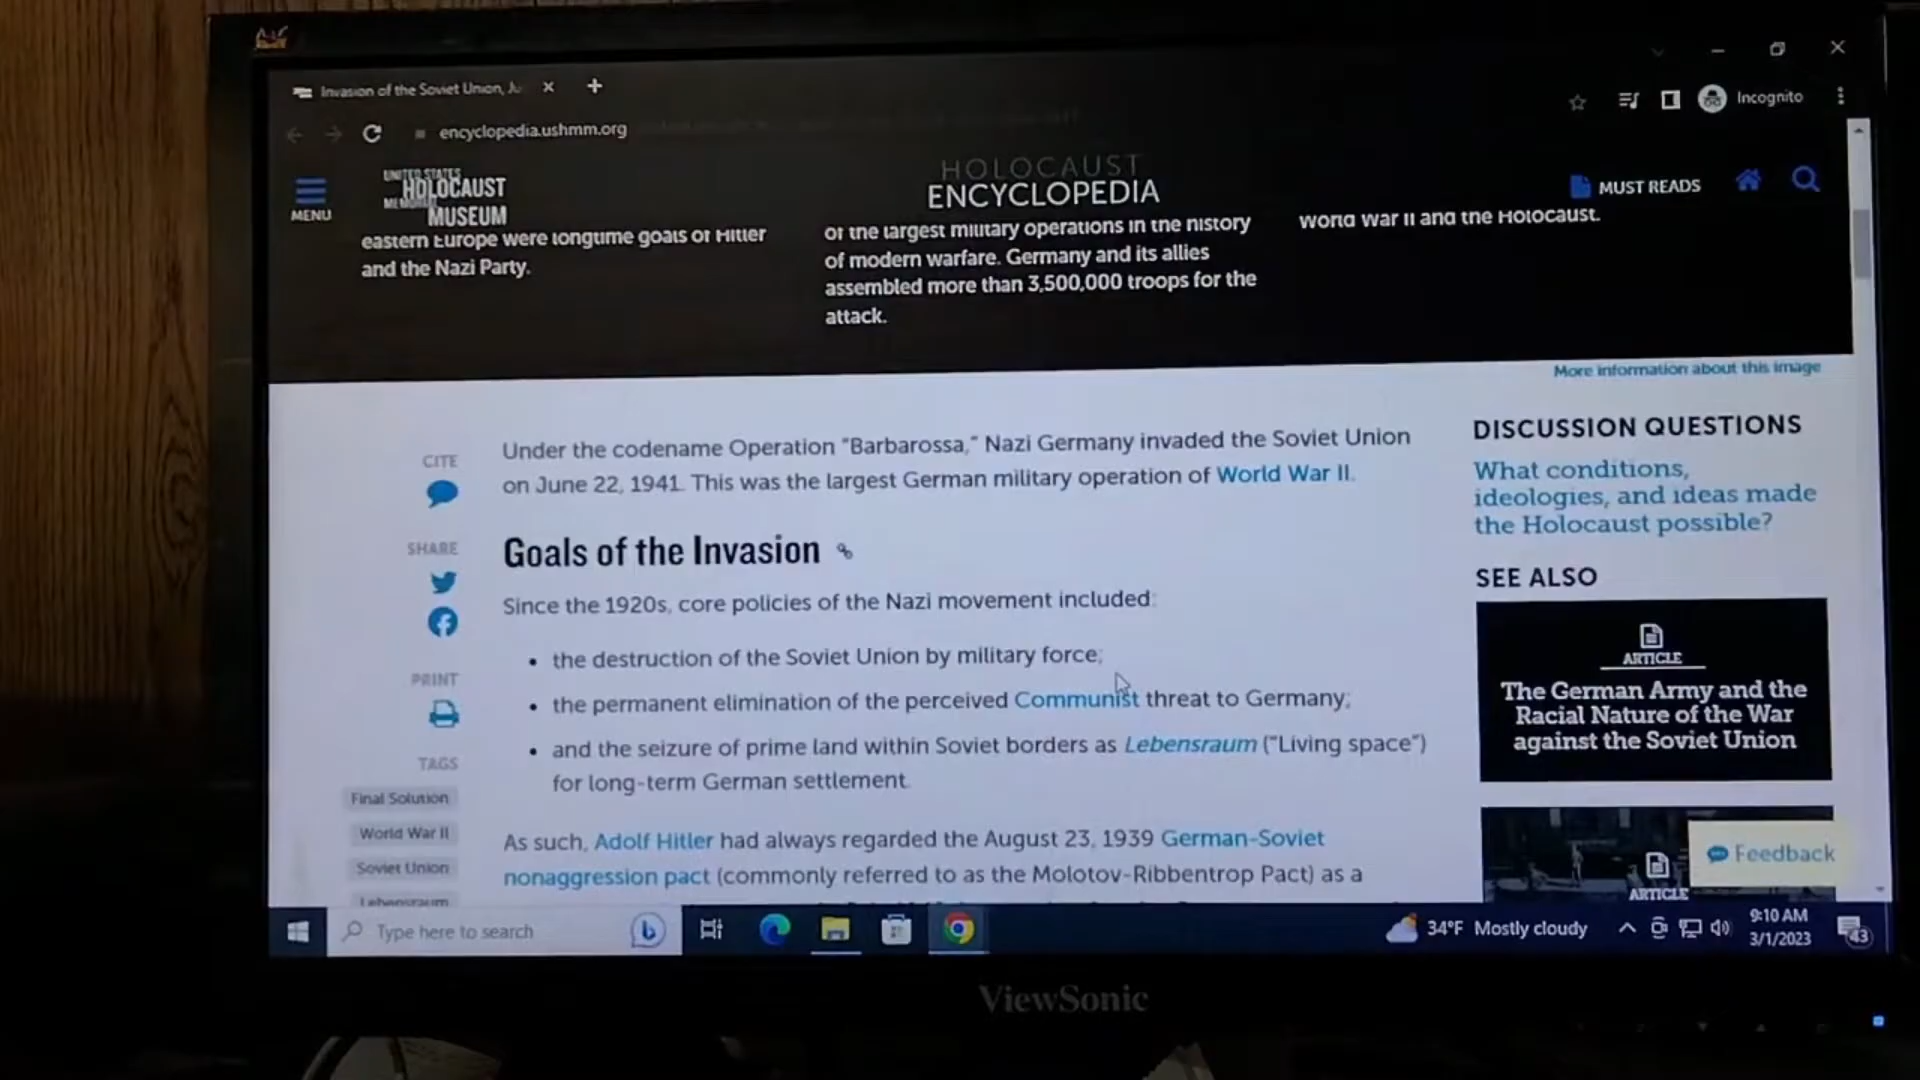 Invasion of the Soviet Union, Ju
Incognito
encyclopedia.ushmm.org
MENU
UNITED STATES
HOLOCAUST
MEMORIAL
MUSEUM
HOLOCAUST
ENCYCLOPEDIA
MUST READS
eastern Europe were longtime goals of Hitler
and the Nazi Party.
of the largest military operations in the history
of modern warfare. Germany and its allies
assembled more than 3,500,000 troops for the
attack.
World War II and the Holocaust.
More information about this image
CITE
SHARE
PRINT
TAGS
Final Solution
World War II
Soviet Union
Lebensraum
Under the codename Operation “Barbarossa,” Nazi Germany invaded the Soviet Union
on June 22, 1941. This was the largest German military operation of World War II.
Goals of the Invasion
Since the 1920s, core policies of the Nazi movement included:
• the destruction of the Soviet Union by military force;
• the permanent elimination of the perceived Communist threat to Germany;
• and the seizure of prime land within Soviet borders as Lebensraum (“Living space”)
for long-term German settlement.
As such, Adolf Hitler had always regarded the August 23, 1939 German-Soviet
nonaggression pact (commonly referred to as the Molotov-Ribbentrop Pact) as a
DISCUSSION QUESTIONS
What conditions,
ideologies, and ideas made
the Holocaust possible?
SEE ALSO
ARTICLE
The German Army and the
Racial Nature of the War
against the Soviet Union
Feedback
ARTICLE
Type here to search
34°F Mostly cloudy
9:10 AM
3/1/2023
43
ViewSonic